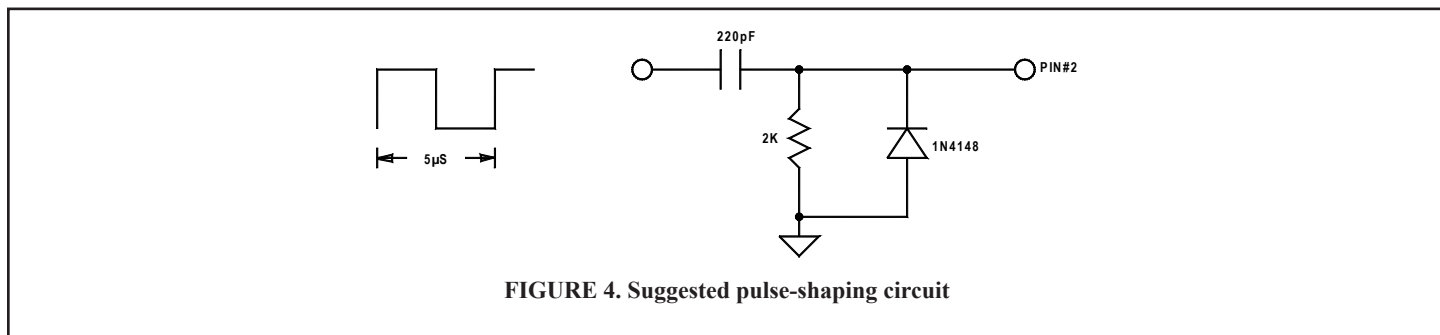 220pF
PIN#2
2K
1N4148
5µS
FIGURE 4. Suggested pulse-shaping circuit